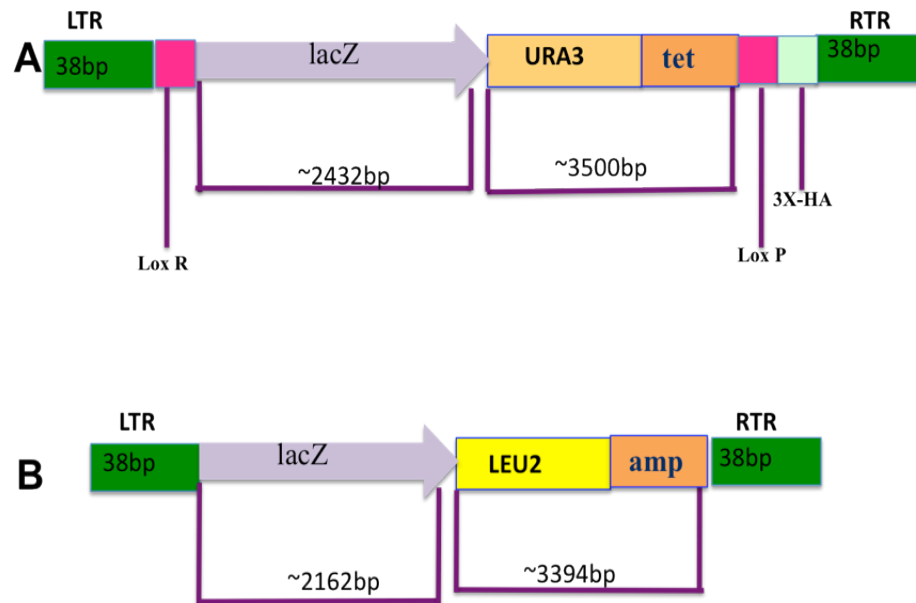 LTR
RTR
A
38bp
lacZ
URA3
tet
38bp
~2432bp
~3500bp
3X-HA
Lox R
Lox P
LTR
RTR
B
38bp
lacZ
LEU2
amp
38bp
~2162bp
~3394bp